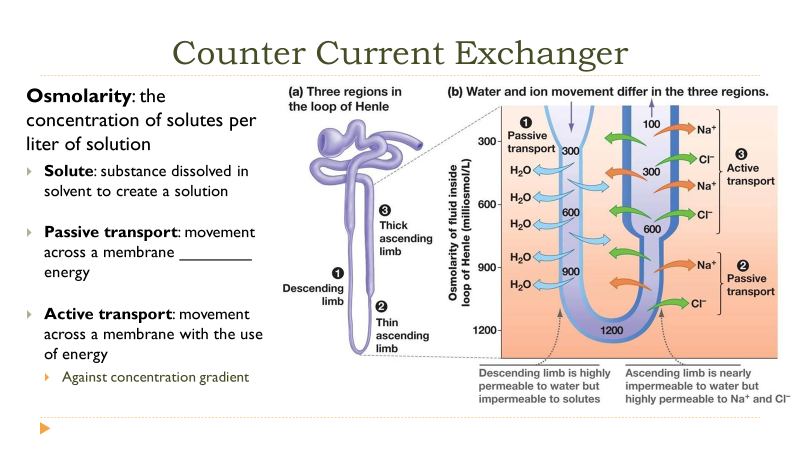 Counter Current Exchanger
Osmolarity: the
concentration of solutes per
liter of solution
Solute: substance dissolved in
solvent to create a solution
Passive transport: movement
across a membrane _________
energy
Active transport: movement
across a membrane with the use
of energy
Against concentration gradient
(a) Three regions in
the loop of Henle
3
Thick
ascending
limb
1
Descending
limb
2
Thin
ascending
limb
(b) Water and ion movement differ in the three regions.
Osmolarity of fluid inside
loop of Henle (milliosmol/L)
300
600
900
1200
1
Passive
transport
H2O
H2O
H2O
H2O
H2O
300
600
900
1200
100
300
600
Na+
Cl–
Na+
Cl–
3
Active
transport
Na+
Cl–
2
Passive
transport
Descending limb is highly
permeable to water but
impermeable to solutes
Ascending limb is nearly
impermeable to water but
highly permeable to Na+ and Cl–